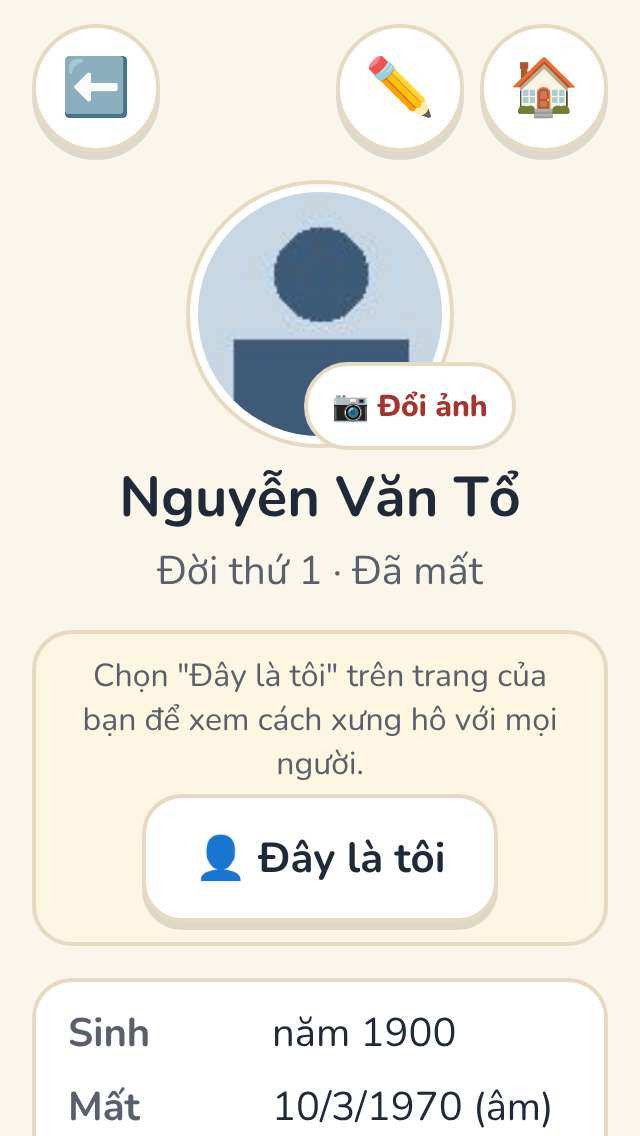 Đổi ảnh
Nguyễn Văn Tổ
Đời thứ 1 · Đã mất
Chọn "Đây là tôi" trên trang của
bạn để xem cách xưng hô với mọi
người.
Đây là tôi
Sinh năm 1900
Mất 10/3/1970 (âm)